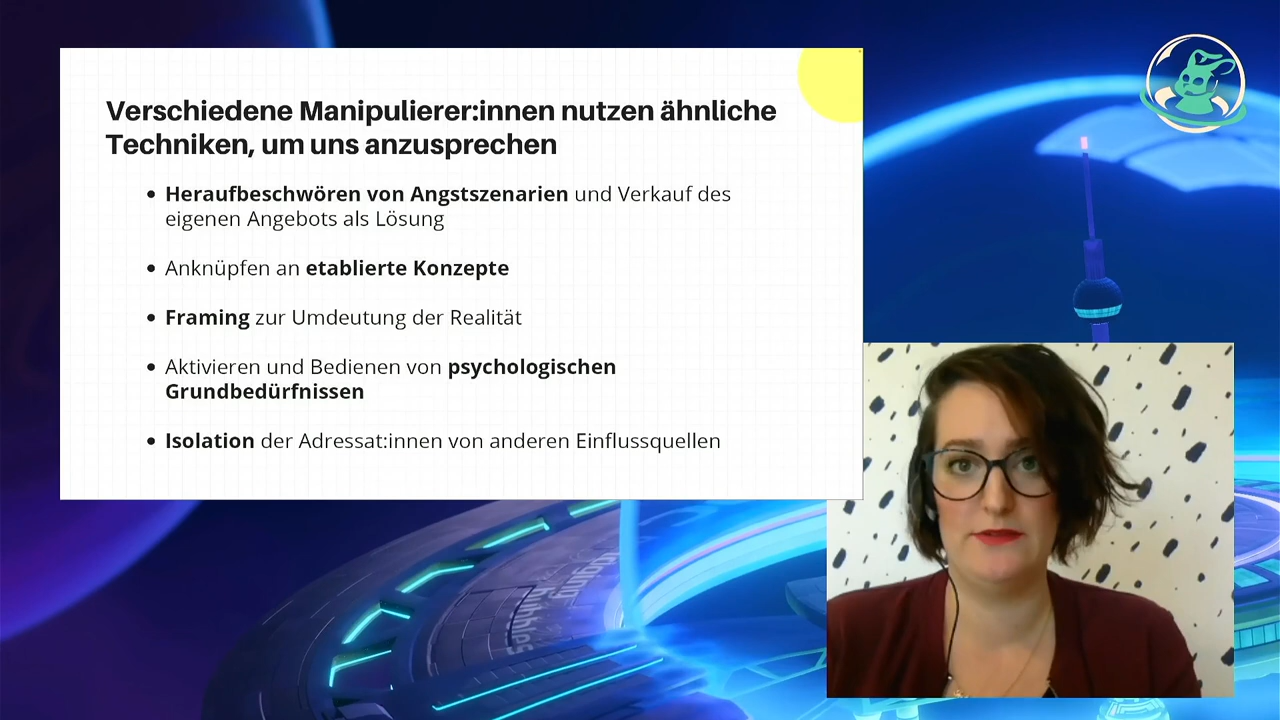 Verschiedene Manipulierer:innen nutzen ähnliche
Techniken, um uns anzusprechen
• Heraufbeschwören von Angstszenarien und Verkauf des
eigenen Angebots als Lösung
• Anknüpfen an etablierte Konzepte
• Framing zur Umdeutung der Realität
• Aktivieren und Bedienen von psychologischen
Grundbedürfnissen
• Isolation der Adressat:innen von anderen Einflussquellen